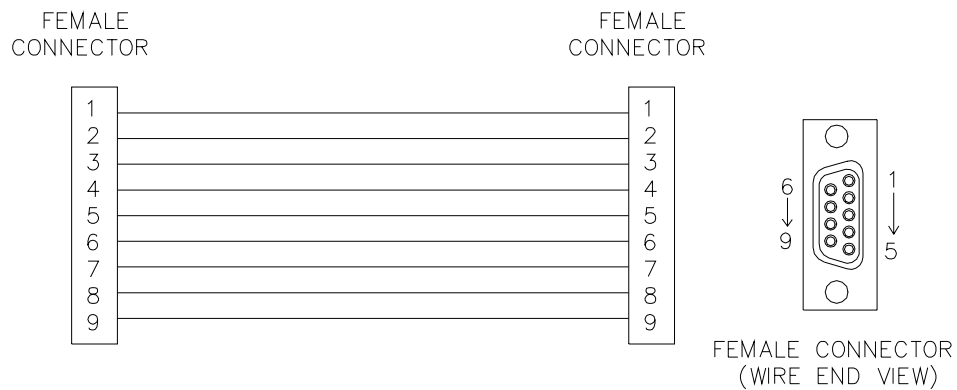 FEMALE
CONNECTOR
FEMALE
CONNECTOR
1 1
2 2
3 3
4 4
5 5
6 6
7 7
8 8
9 9
6 1
9 5
FEMALE CONNECTOR
(WIRE END VIEW)